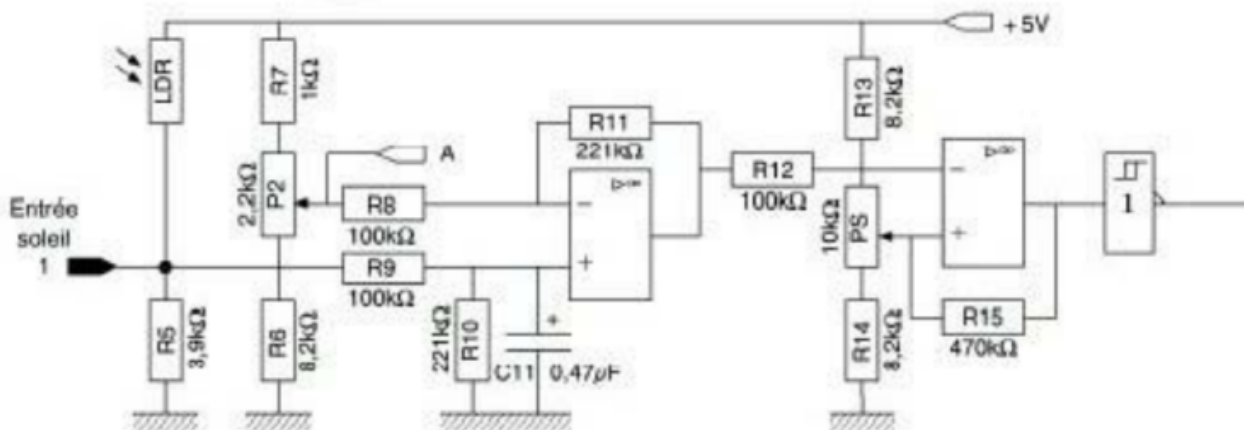 +5V
LDR
R7
1kΩ
R13
8.2kΩ
R11
221kΩ
A
▷∞
▷∞
P2
2,2kΩ
R8
100kΩ
−
R12
100kΩ
−
PS
10kΩ
1
Entrée
soleil
1
R9
100kΩ
+
+
R5
3,9kΩ
R6
8,2kΩ
R10
221kΩ
+
C11 0,47µF
R14
8,2kΩ
R15
470kΩ